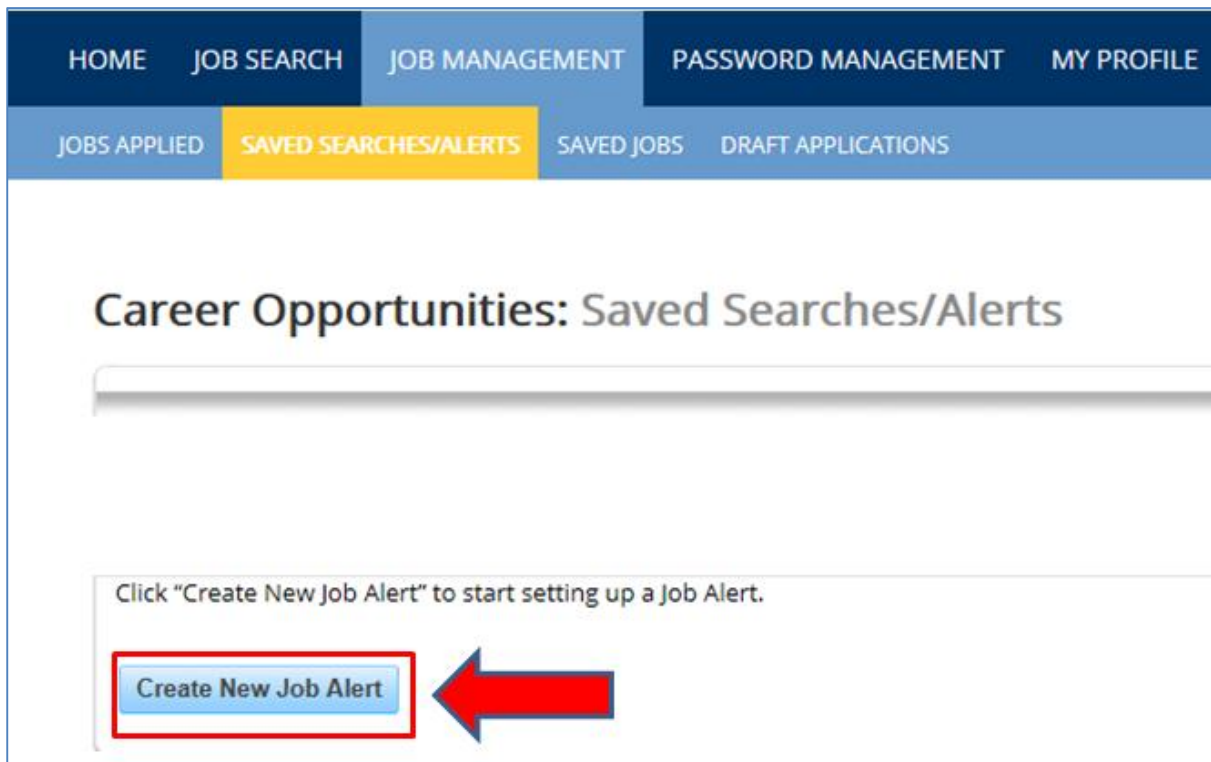 HOME JOB SEARCH JOB MANAGEMENT PASSWORD MANAGEMENT MY PROFILE
JOBS APPLIED SAVED SEARCHES/ALERTS SAVED JOBS DRAFT APPLICATIONS
Career Opportunities: Saved Searches/Alerts
Click “Create New Job Alert” to start setting up a Job Alert.
Create New Job Alert